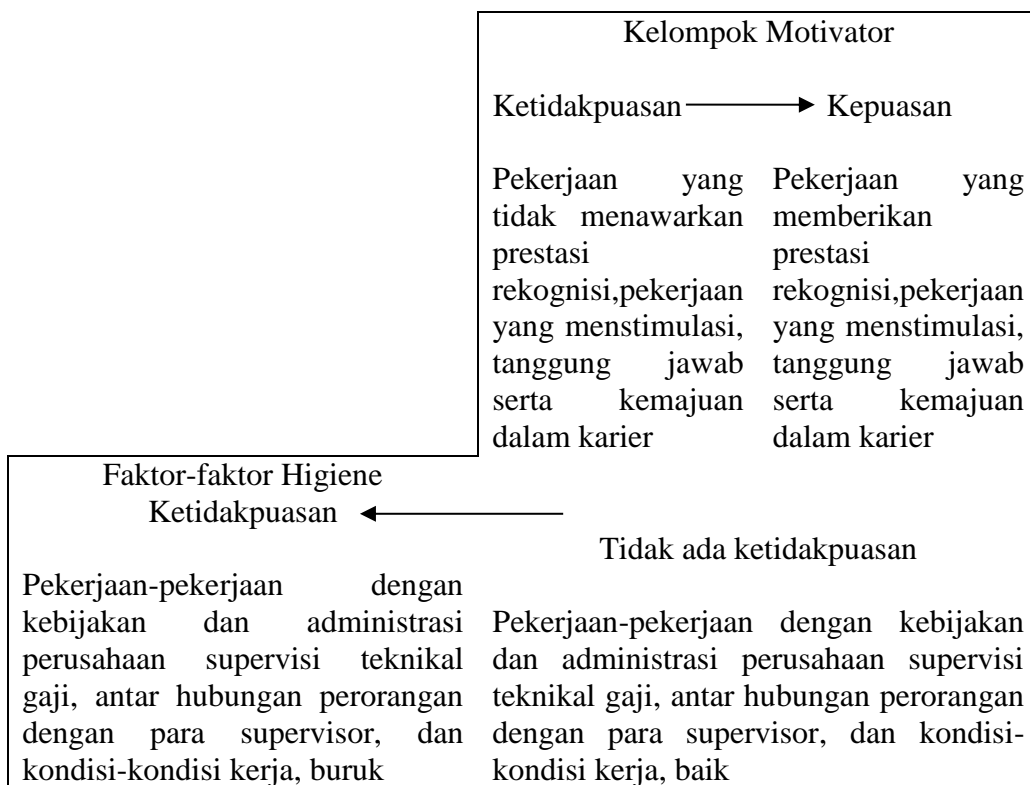 Kelompok Motivator
Ketidakpuasan Kepuasan
Pekerjaan yang
tidak menawarkan
prestasi
rekognisi,pekerjaan
yang menstimulasi,
tanggung jawab
serta kemajuan
dalam karier
Pekerjaan yang
memberikan
prestasi
rekognisi,pekerjaan
yang menstimulasi,
tanggung jawab
serta kemajuan
dalam karier
Faktor-faktor Higiene
Ketidakpuasan
Pekerjaan-pekerjaan dengan
kebijakan dan administrasi
perusahaan supervisi teknikal
gaji, antar hubungan perorangan
dengan para supervisor, dan
kondisi-kondisi kerja, buruk
Tidak ada ketidakpuasan
Pekerjaan-pekerjaan dengan kebijakan
dan administrasi perusahaan supervisi
teknikal gaji, antar hubungan perorangan
dengan para supervisor, dan kondisi-
kondisi kerja, baik